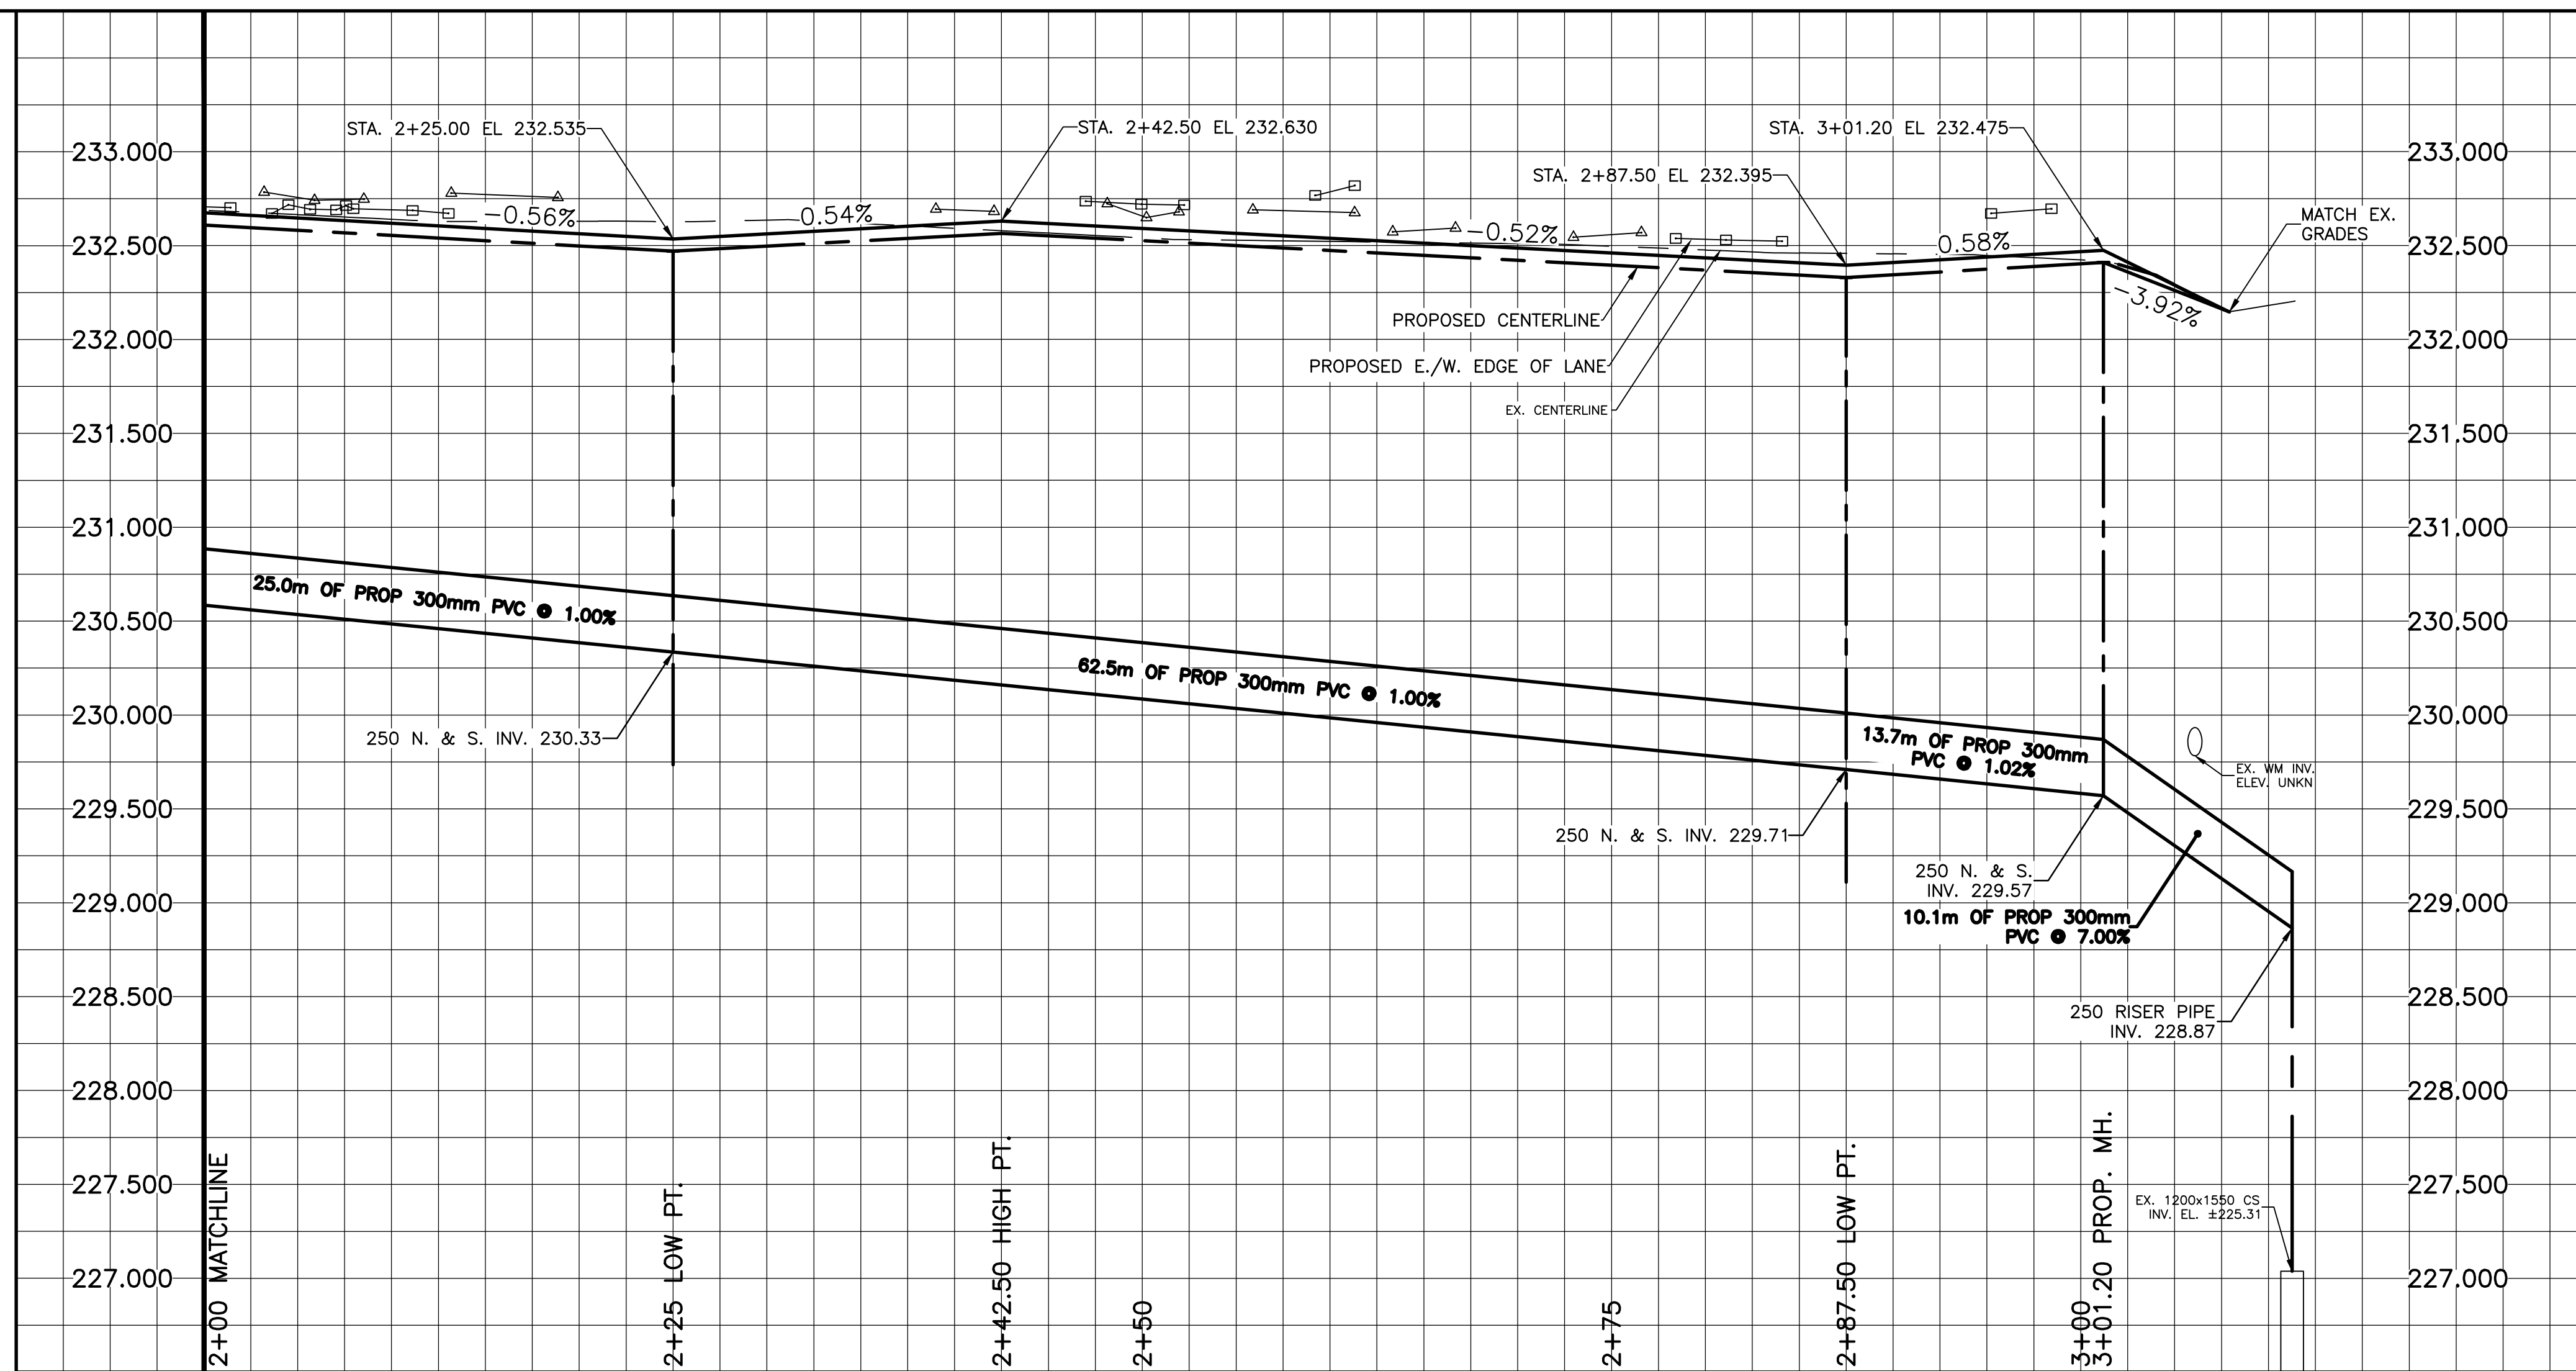 STA. 2+25.00 EL 232.535
STA. 2+42.50 EL 232.630
STA. 3+01.20 EL 232.475
STA. 2+87.50 EL 232.395
233.000
233.000
MATCH EX.
GRADES
-0.56%
0.54%
-0.52%
0.58%
232.500
232.500
-3.92%
PROPOSED CENTERLINE
232.000
232.000
PROPOSED E./W. EDGE OF LANE
EX. CENTERLINE
231.500
231.500
231.000
231.000
25.0m OF PROP 300mm PVC @ 1.00%
230.500
230.500
62.5m OF PROP 300mm PVC @ 1.00%
230.000
230.000
250 N. & S. INV. 230.33
13.7m OF PROP 300mm
PVC @ 1.02%
EX. WM INV.
ELEV. UNKN
229.500
229.500
250 N. & S. INV. 229.71
250 N. & S.
INV. 229.57
229.000
229.000
10.1m OF PROP 300mm
PVC @ 7.00%
228.500
228.500
250 RISER PIPE
INV. 228.87
228.000
228.000
227.500
227.500
EX. 1200x1550 CS
INV. EL. ±225.31
227.000
227.000
2+00 MATCHLINE
2+25 LOW PT.
2+42.50 HIGH PT.
2+50
2+75
2+87.50 LOW PT.
3+00
3+01.20 PROP. MH.